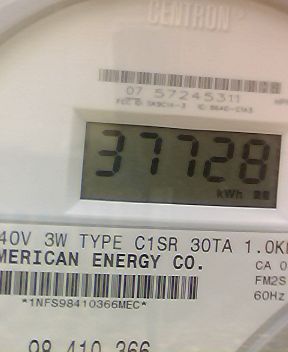 CENTRON
07 57245311
37728
kWh
40V 3W TYPE C1SR 30TA 1.0K
MERICAN ENERGY CO.
CA 0
FM2S
60Hz
*1NFS98410366MEC*
98 410 366